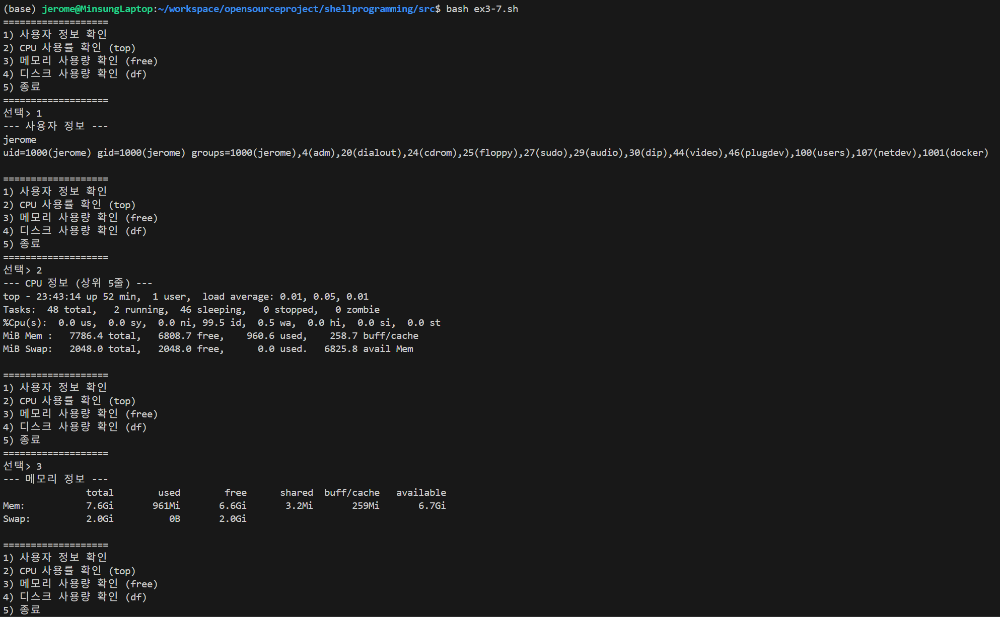 (base) jerome@MinsungLaptop:~/workspace/opensourceproject/shellprogramming/src$ bash ex3-7.sh
===================
1) 사용자 정보 확인
2) CPU 사용률 확인 (top)
3) 메모리 사용량 확인 (free)
4) 디스크 사용량 확인 (df)
5) 종료
===================
선택> 1
--- 사용자 정보 ---
jerome
uid=1000(jerome) gid=1000(jerome) groups=1000(jerome),4(adm),20(dialout),24(cdrom),25(floppy),27(sudo),29(audio),30(dip),44(video),46(plugdev),100(users),107(netdev),1001(docker)

===================
1) 사용자 정보 확인
2) CPU 사용률 확인 (top)
3) 메모리 사용량 확인 (free)
4) 디스크 사용량 확인 (df)
5) 종료
===================
선택> 2
--- CPU 정보 (상위 5줄) ---
top - 23:43:14 up 52 min,  1 user,  load average: 0.01, 0.05, 0.01
Tasks:  48 total,   2 running,  46 sleeping,   0 stopped,   0 zombie
%Cpu(s):  0.0 us,  0.0 sy,  0.0 ni, 99.5 id,  0.5 wa,  0.0 hi,  0.0 si,  0.0 st
MiB Mem :   7786.4 total,   6808.7 free,    960.6 used,    258.7 buff/cache
MiB Swap:   2048.0 total,   2048.0 free,      0.0 used.   6825.8 avail Mem

===================
1) 사용자 정보 확인
2) CPU 사용률 확인 (top)
3) 메모리 사용량 확인 (free)
4) 디스크 사용량 확인 (df)
5) 종료
===================
선택> 3
--- 메모리 정보 ---
               total        used        free      shared  buff/cache   available
Mem:           7.6Gi       961Mi       6.6Gi       3.2Mi       259Mi       6.7Gi
Swap:          2.0Gi          0B       2.0Gi

===================
1) 사용자 정보 확인
2) CPU 사용률 확인 (top)
3) 메모리 사용량 확인 (free)
4) 디스크 사용량 확인 (df)
5) 종료